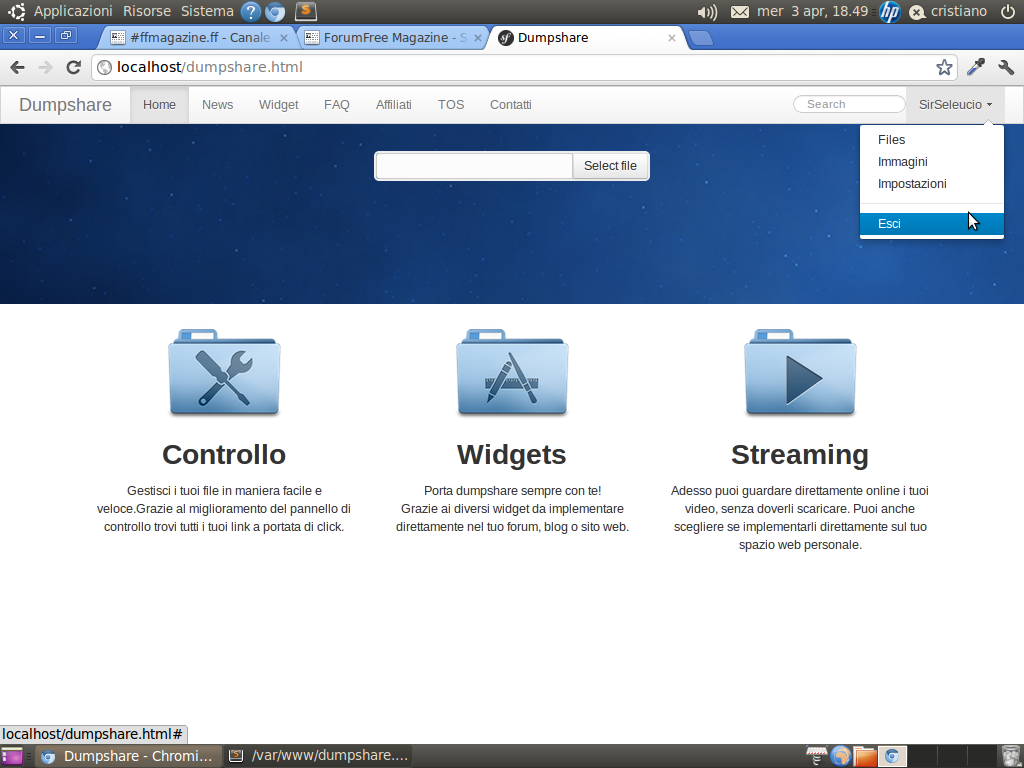 Applicazioni Risorse Sistema ? S mer 3 apr, 18.49 hp cristiano
#ffmagazine.ff - Canale ForumFree Magazine - S sf Dumpshare
localhost/dumpshare.html
Dumpshare Home News Widget FAQ Affiliati TOS Contatti Search SirSeleucio
Select file
Files
Immagini
Impostazioni
Esci
Controllo
Gestisci i tuoi file in maniera facile e
veloce.Grazie al miglioramento del pannello di
controllo trovi tutti i tuoi link a portata di click.
Widgets
Porta dumpshare sempre con te!
Grazie ai diversi widget da implementare
direttamente nel tuo forum, blog o sito web.
Streaming
Adesso puoi guardare direttamente online i tuoi
video, senza doverli scaricare. Puoi anche
scegliere se implementarli direttamente sul tuo
spazio web personale.
localhost/dumpshare.html#
Dumpshare - Chromi... S /var/www/dumpshare....